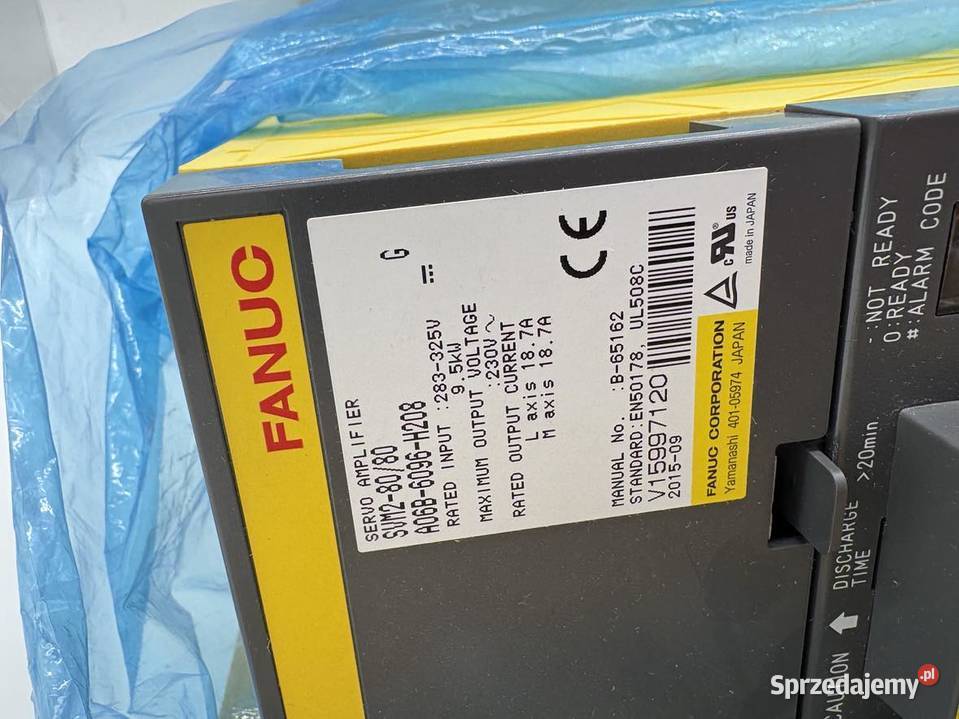 FANUC
SERVO AMPLIFIER
SVM2-80/80
A06B-6096-H208 G
RATED INPUT :283-325V ⎓
9.5kW
MAXIMUM OUTPUT VOLTAGE
:230V ~
RATED OUTPUT CURRENT
L axis 18.7A
M axis 18.7A
MANUAL No. :B-65162
STANDARD:EN50178, UL508C
V15997120
2015-09
CE
FANUC CORPORATION
Yamanashi 401-05974 JAPAN
c UR US
made in JAPAN
-:NOT READY
0:READY
#:ALARM CODE
CAUTION
DISCHARGE >20min.
TIME
Sprzedajemy.pl